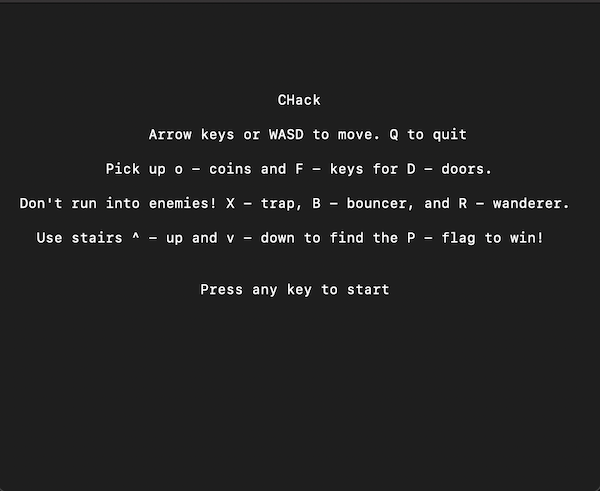 CHack
Arrow keys or WASD to move. Q to quit
Pick up o – coins and F – keys for D – doors.
Don't run into enemies! X – trap, B – bouncer, and R – wanderer.
Use stairs ^ – up and v – down to find the P – flag to win!
Press any key to start